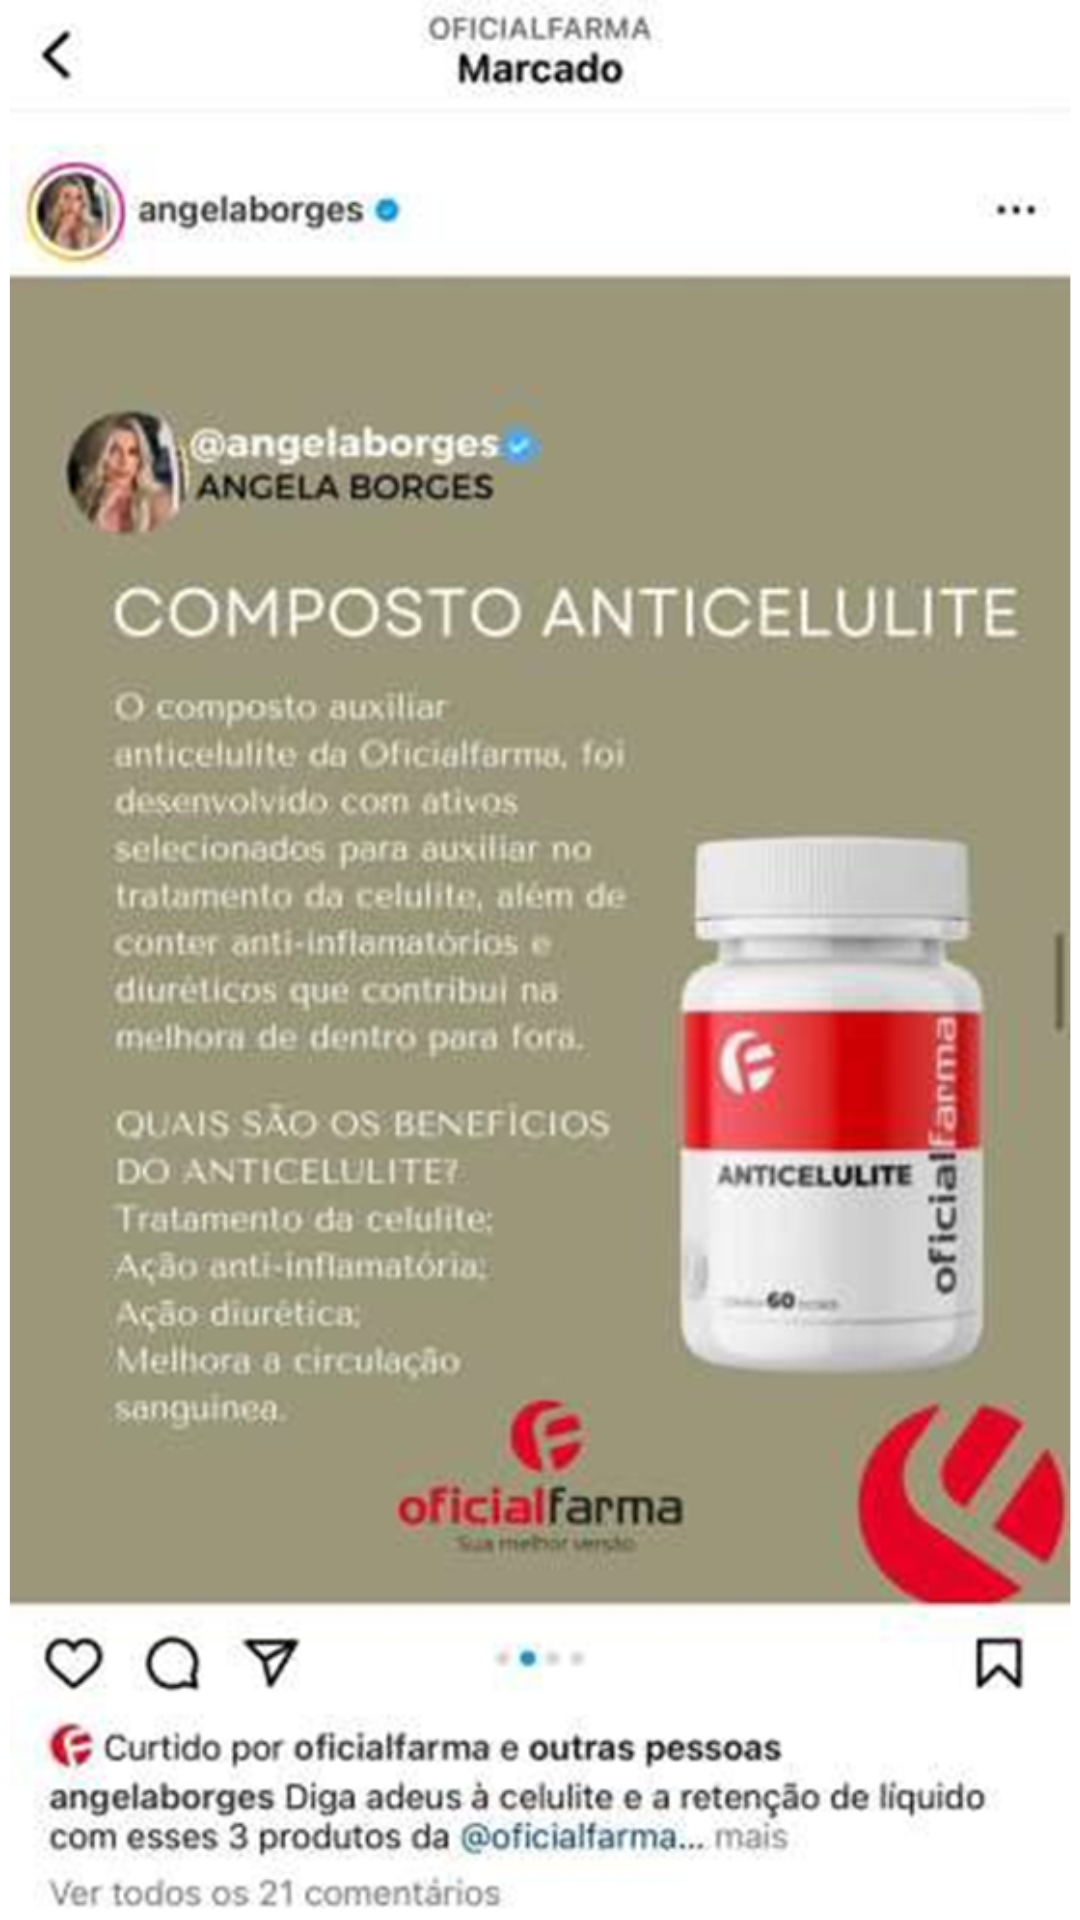 OFICIALFARMA
Marcado
angelaborges
@angelaborges
ANGELA BORGES
COMPOSTO ANTICELULITE
O composto auxiliar
anticelulite da Oficialfarma, foi
desenvolvido com ativos
selecionados para auxiliar no
tratamento da celulite, além de
conter anti-inflamatórios e
diuréticos que contribui na
melhora de dentro para fora.
QUAIS SÃO OS BENEFÍCIOS
DO ANTICELULITE?
Tratamento da celulite;
Ação anti-inflamatória;
Ação diurética;
Melhora a circulação
sanguínea.
oficialfarma
ANTICELULITE
60
oficialfarma
Sua melhor versão
Curtido por oficialfarma e outras pessoas
angelaborges Diga adeus à celulite e a retenção de líquido
com esses 3 produtos da @oficialfarma... mais
Ver todos os 21 comentários